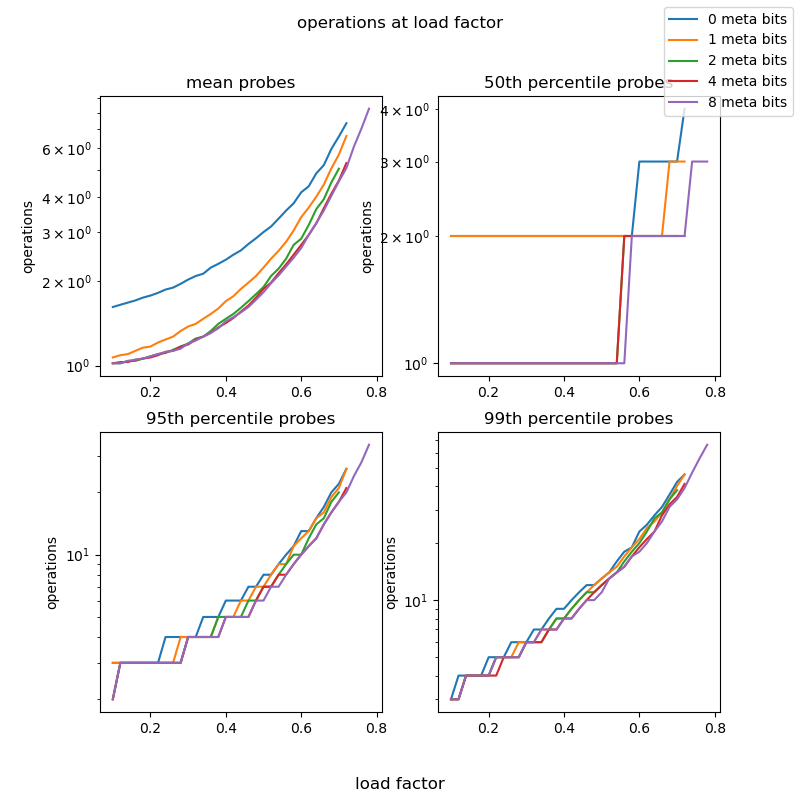 operations at load factor
0 meta bits
1 meta bits
2 meta bits
4 meta bits
8 meta bits
mean probes
operations
6 × 10⁰
4 × 10⁰
3 × 10⁰
2 × 10⁰
10⁰
0.2 0.4 0.6 0.8
50th percentile probes
operations
4 × 10⁰
3 × 10⁰
2 × 10⁰
10⁰
0.2 0.4 0.6 0.8
95th percentile probes
operations
10¹
0.2 0.4 0.6 0.8
99th percentile probes
operations
10¹
0.2 0.4 0.6 0.8
load factor